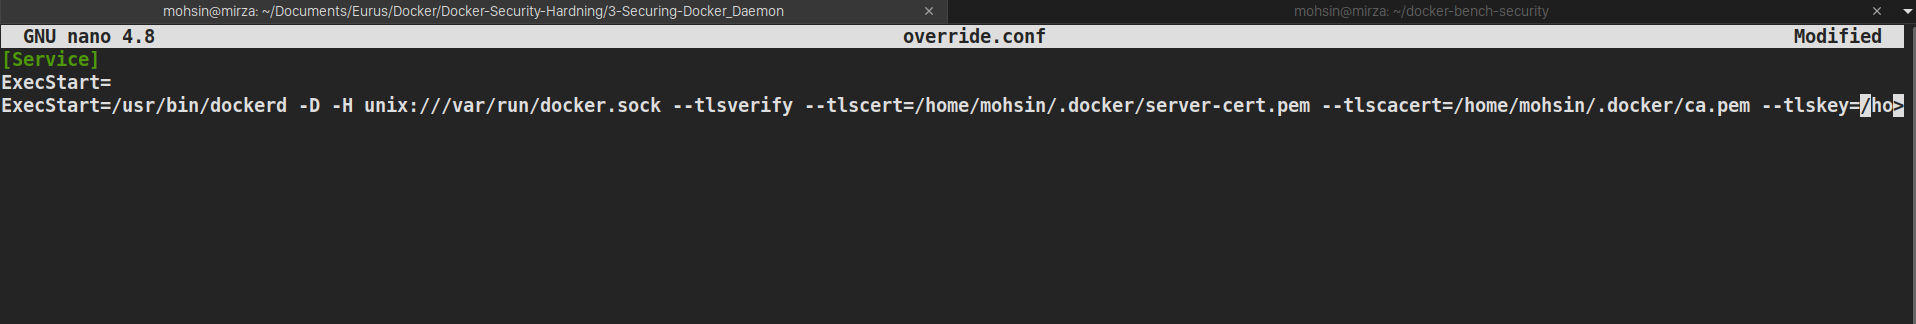 mohsin@mirza: ~/Documents/Eurus/Docker/Docker-Security-Hardning/3-Securing-Docker_Daemon × mohsin@mirza: ~/docker-bench-security ×
GNU nano 4.8 override.conf Modified
[Service]
ExecStart=
ExecStart=/usr/bin/dockerd -D -H unix:///var/run/docker.sock --tlsverify --tlscert=/home/mohsin/.docker/server-cert.pem --tlscacert=/home/mohsin/.docker/ca.pem --tlskey=/ho>